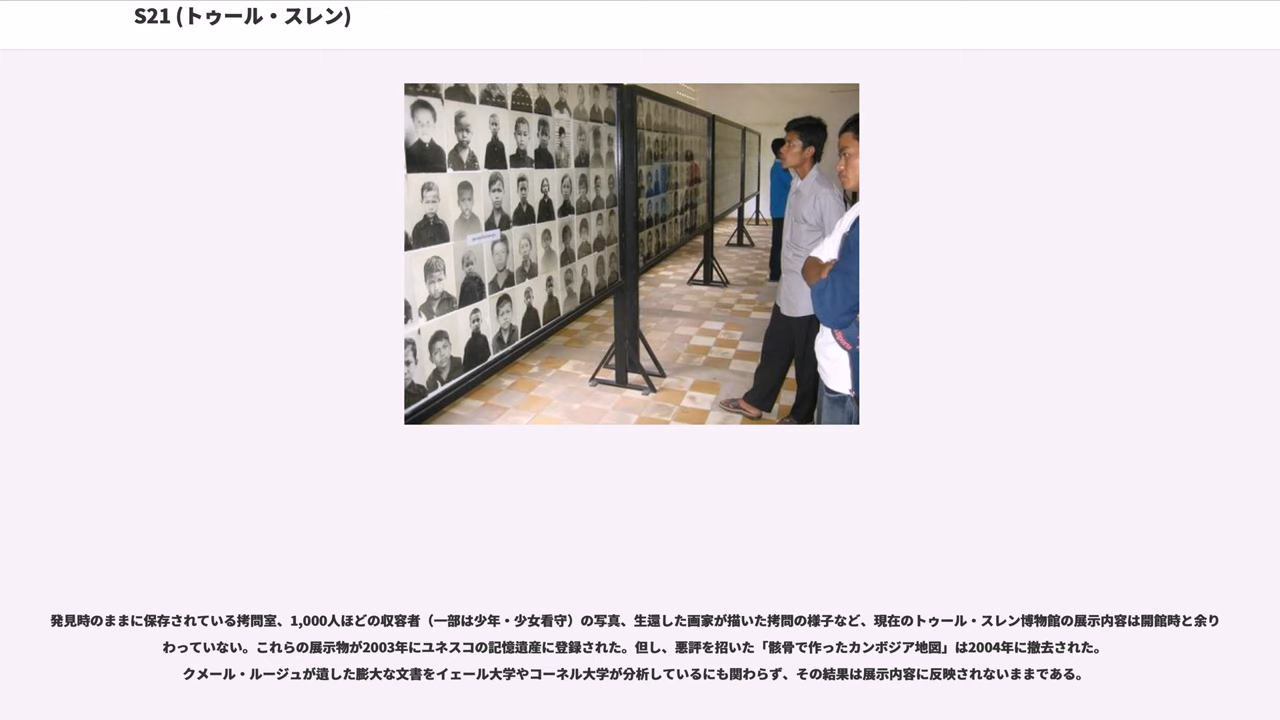 S21 (トゥール・スレン)
発見時のままに保存されている拷問室、1,000人ほどの収容者（一部は少年・少女看守）の写真、生還した画家が描いた拷問の様子など、現在のトゥール・スレン博物館の展示内容は開館時と余り
わっていない。これらの展示物が2003年にユネスコの記憶遺産に登録された。但し、悪評を招いた「骸骨で作ったカンボジア地図」は2004年に撤去された。
クメール・ルージュが遺した膨大な文書をイェール大学やコーネル大学が分析しているにも関わらず、その結果は展示内容に反映されないままである。